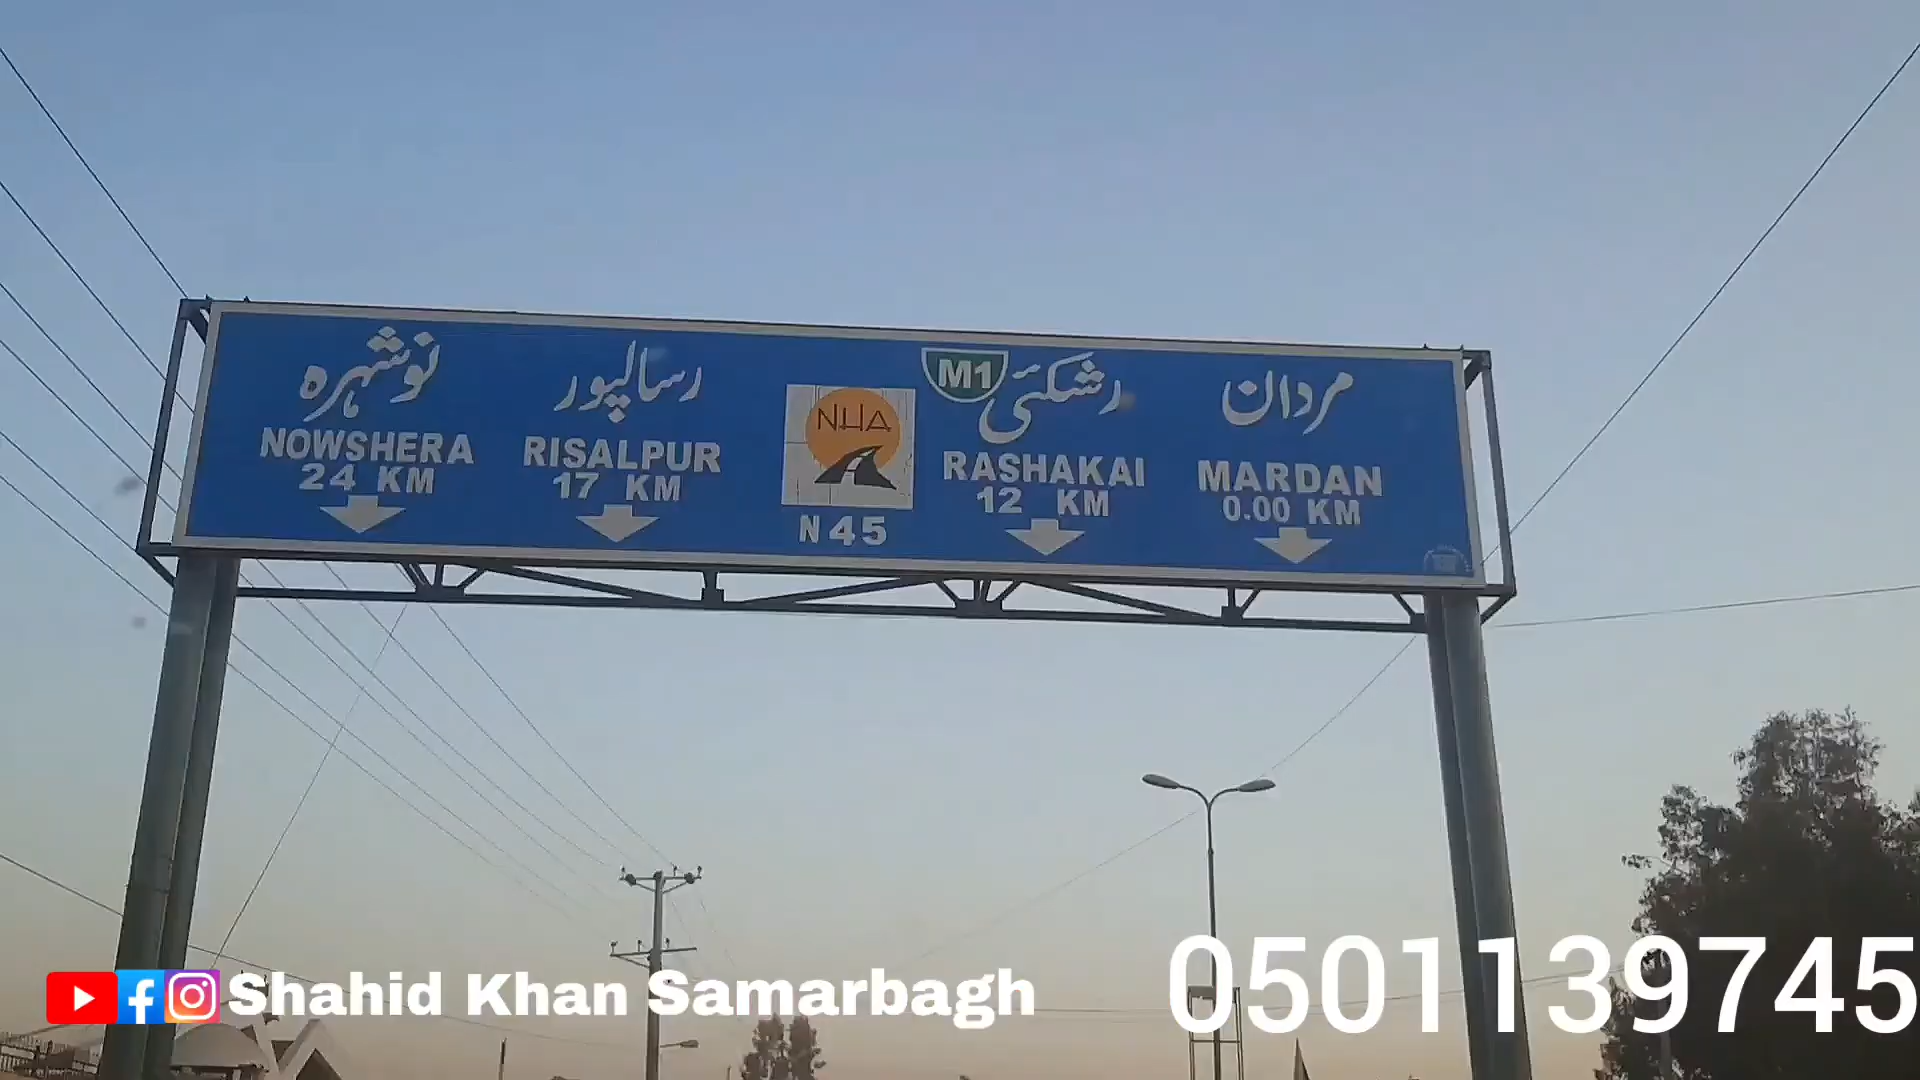 نوشہرہ
NOWSHERA
24 KM
رسالپور
RISALPUR
17 KM
NHA
N 45
M1
رشکئی
RASHAKAI
12 KM
مردان
MARDAN
0.00 KM
Shahid Khan Samarbagh
0501139745